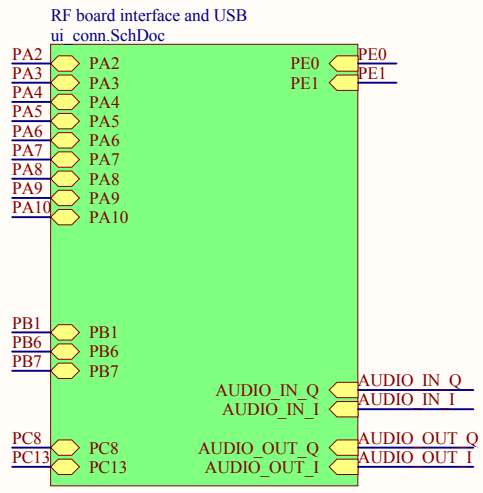 RF board interface and USB
ui_conn.SchDoc
PA2 PA2 PE0 PE0
PA3 PA3 PE1 PE1
PA4 PA4
PA5 PA5
PA6 PA6
PA7 PA7
PA8 PA8
PA9 PA9
PA10 PA10
PB1 PB1
PB6 PB6
PB7 PB7
AUDIO_IN_Q AUDIO_IN_Q
AUDIO_IN_I AUDIO_IN_I
PC8 PC8 AUDIO_OUT_Q AUDIO_OUT_Q
PC13 PC13 AUDIO_OUT_I AUDIO_OUT_I